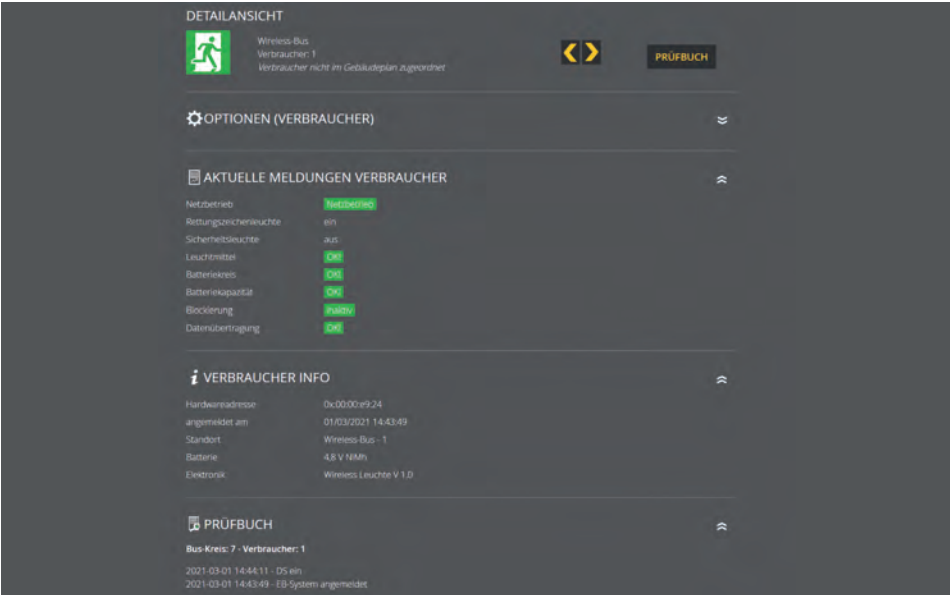 DETAILANSICHT
Wireless-Bus
Verbraucher: 1
Verbraucher nicht im Gebäudeplan zugeordnet
PRÜFBUCH
OPTIONEN (VERBRAUCHER)
AKTUELLE MELDUNGEN VERBRAUCHER
Netzbetrieb Netzbetrieb
Rettungszeichenleuchte ein
Sicherheitsleuchte aus
Leuchtmittel OK!
Batteriekreis OK!
Batteriekapazität OK!
Blockierung inaktiv
Datenübertragung OK!
VERBRAUCHER INFO
Hardwareadresse 0x:00:00:e9:24
angemeldet am 01/03/2021 14:43:49
Standort Wireless-Bus - 1
Batterie 4,8 V NiMh
Elektronik Wireless Leuchte V 1,0
PRÜFBUCH
Bus-Kreis: 7 - Verbraucher: 1
2021-03-01 14:44:11 - DS ein
2021-03-01 14:43:49 - EB-System angemeldet